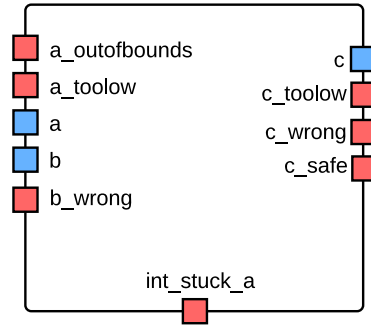 a_outofbounds
a_toolow
a
b
b_wrong
c
c_toolow
c_wrong
c_safe
int_stuck_a